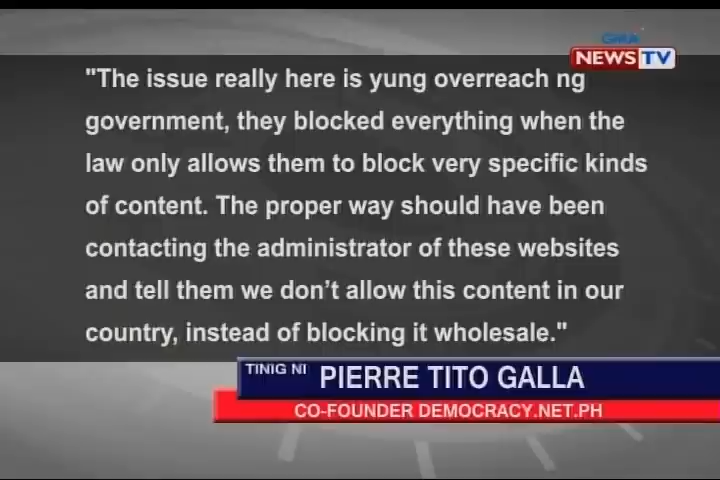 GMA
NEWS TV
"The issue really here is yung overreach ng
government, they blocked everything when the
law only allows them to block very specific kinds
of content. The proper way should have been
contacting the administrator of these websites
and tell them we don't allow this content in our
country, instead of blocking it wholesale."
TINIG NI PIERRE TITO GALLA
CO-FOUNDER DEMOCRACY.NET.PH